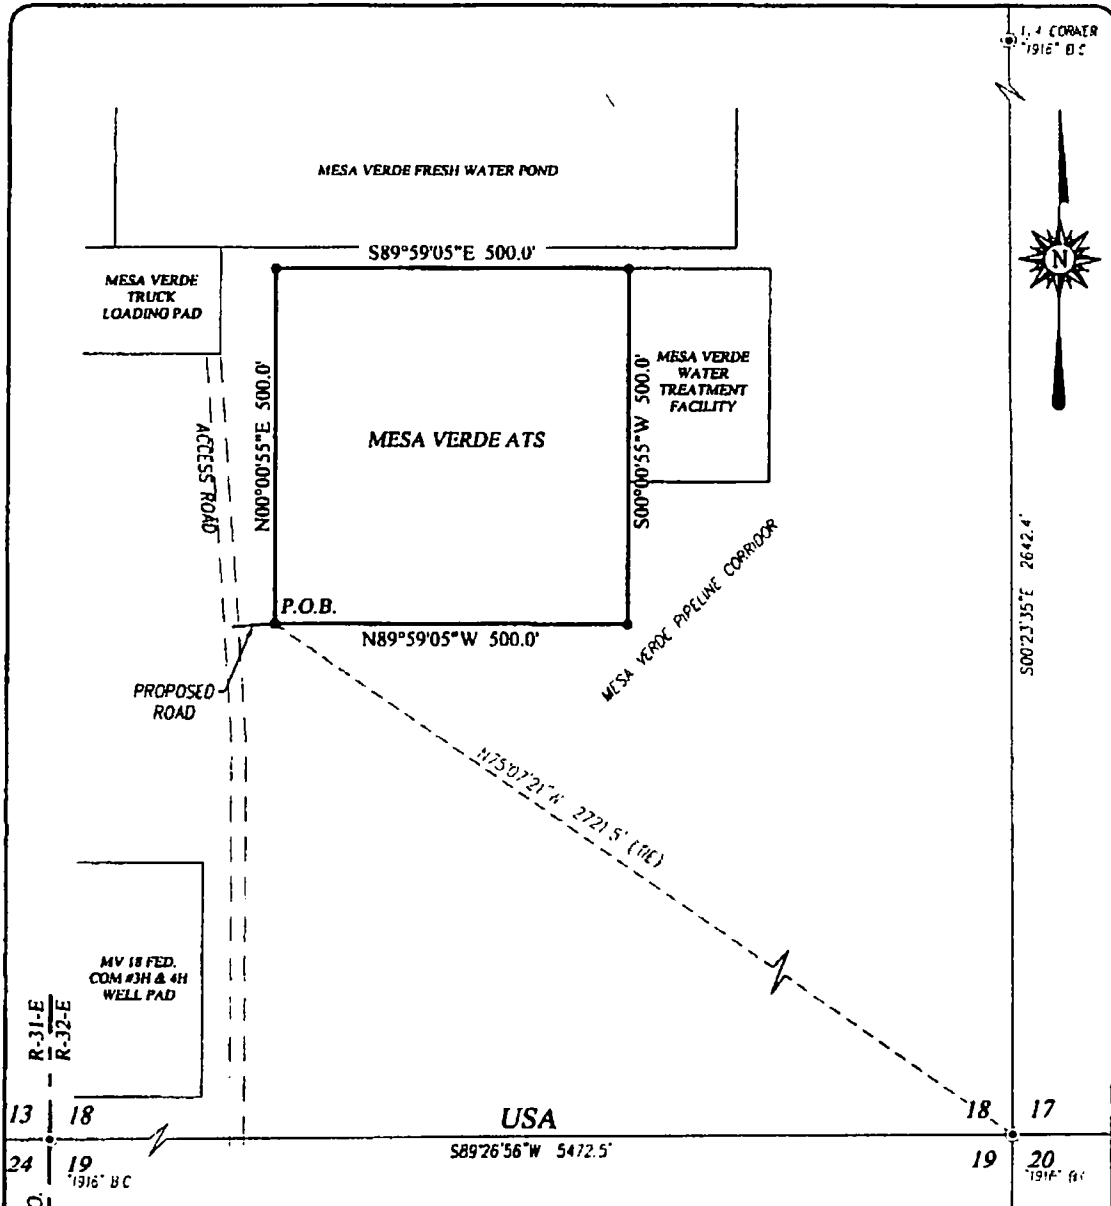 1/4 CORNER
"1916" B C
MESA VERDE FRESH WATER POND
S89°59'05"E 500.0'
MESA VERDE
TRUCK
LOADING PAD
N
MESA VERDE
WATER
TREATMENT
FACILITY
N00°00'55"E 500.0'
S00°00'55"W 500.0'
MESA VERDE ATS
ACCESS ROAD
MESA VERDE PIPELINE CORRIDOR
S00°23'35"E 2642.4'
P.O.B.
N89°59'05"W 500.0'
PROPOSED
ROAD
N75°07'21"W 2721.5' (TIE)
MV 18 FED.
COM #3H & 4H
WELL PAD
R-31-E
R-32-E
13 18
USA
18 17
S89°26'56"W 5472.5'
24 19
"1916" B C
19 20
"1916" B C